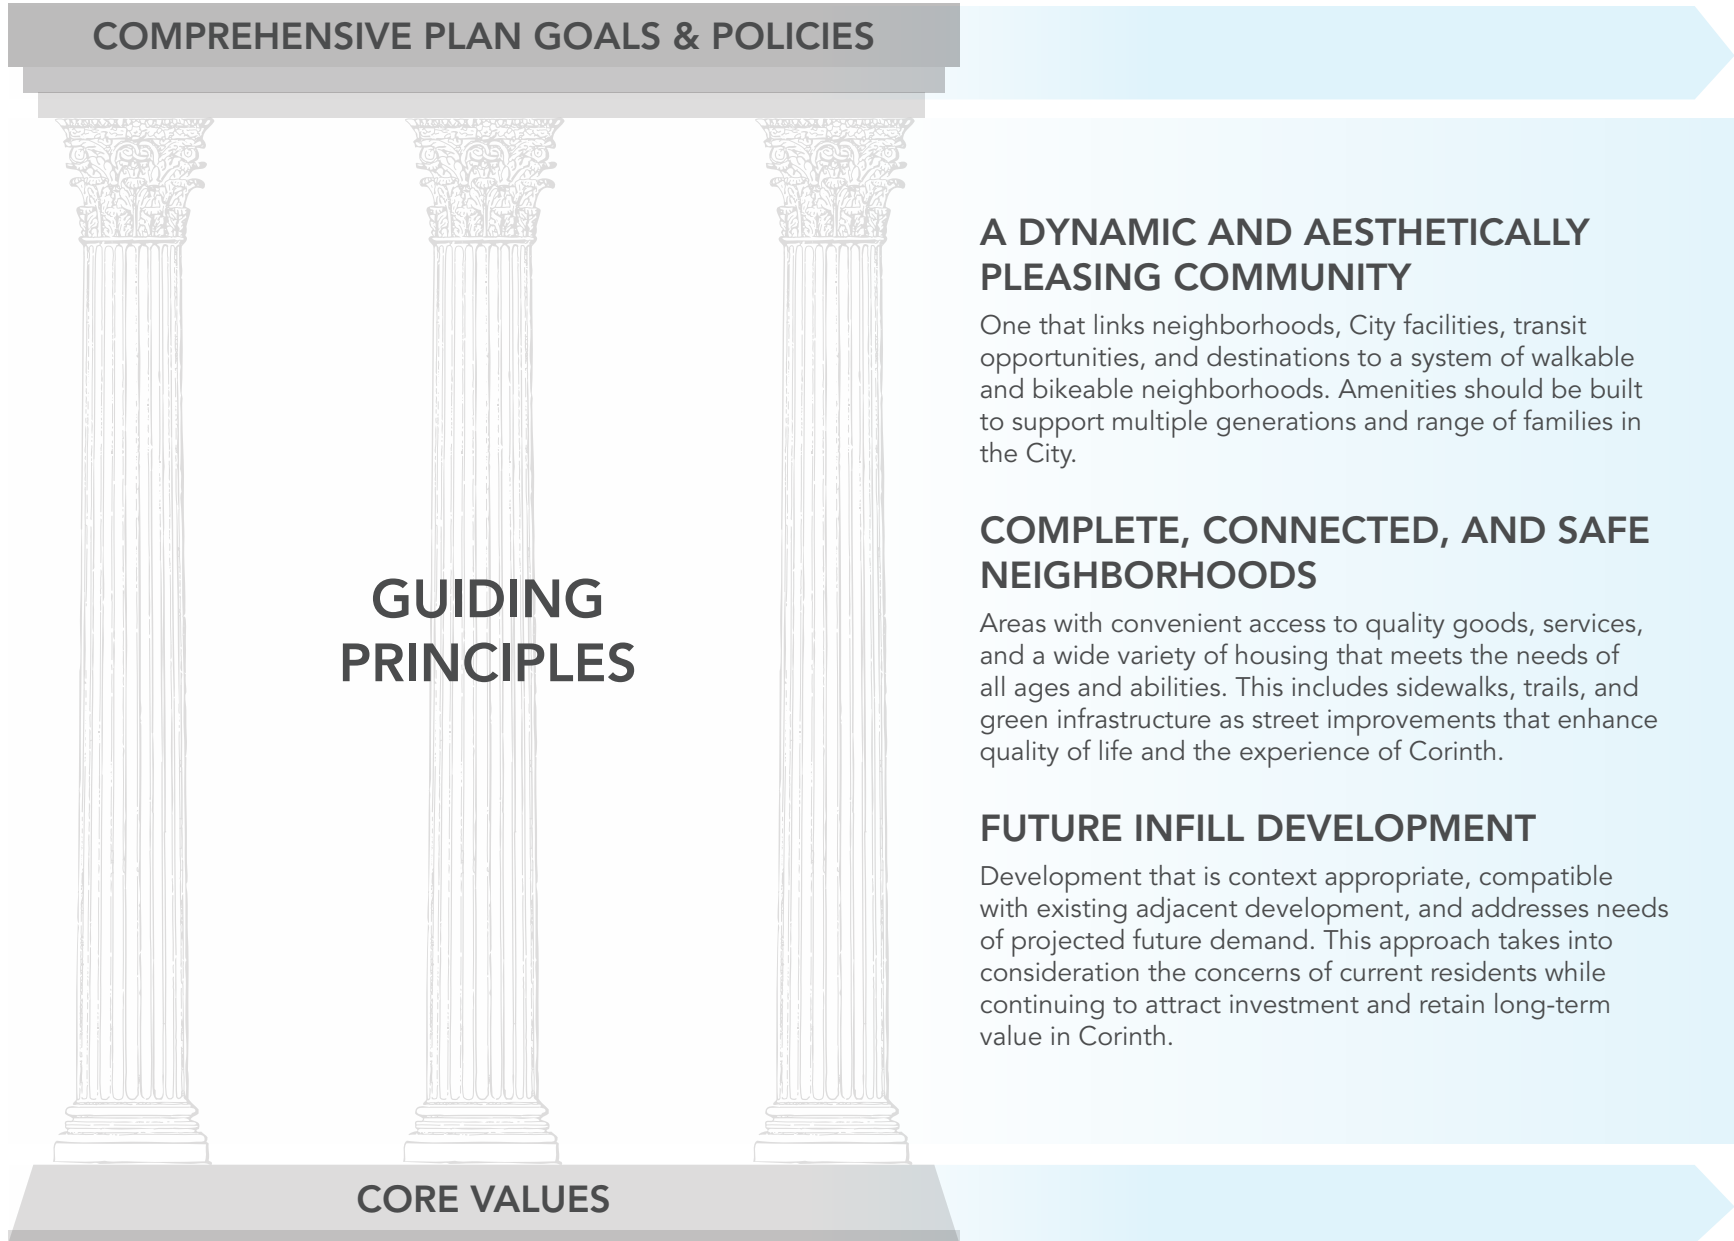 COMPREHENSIVE PLAN GOALS & POLICIES
GUIDING
PRINCIPLES
A DYNAMIC AND AESTHETICALLY
PLEASING COMMUNITY
One that links neighborhoods, City facilities, transit
opportunities, and destinations to a system of walkable
and bikeable neighborhoods. Amenities should be built
to support multiple generations and range of families in
the City.
COMPLETE, CONNECTED, AND SAFE
NEIGHBORHOODS
Areas with convenient access to quality goods, services,
and a wide variety of housing that meets the needs of
all ages and abilities. This includes sidewalks, trails, and
green infrastructure as street improvements that enhance
quality of life and the experience of Corinth.
FUTURE INFILL DEVELOPMENT
Development that is context appropriate, compatible
with existing adjacent development, and addresses needs
of projected future demand. This approach takes into
consideration the concerns of current residents while
continuing to attract investment and retain long-term
value in Corinth.
CORE VALUES